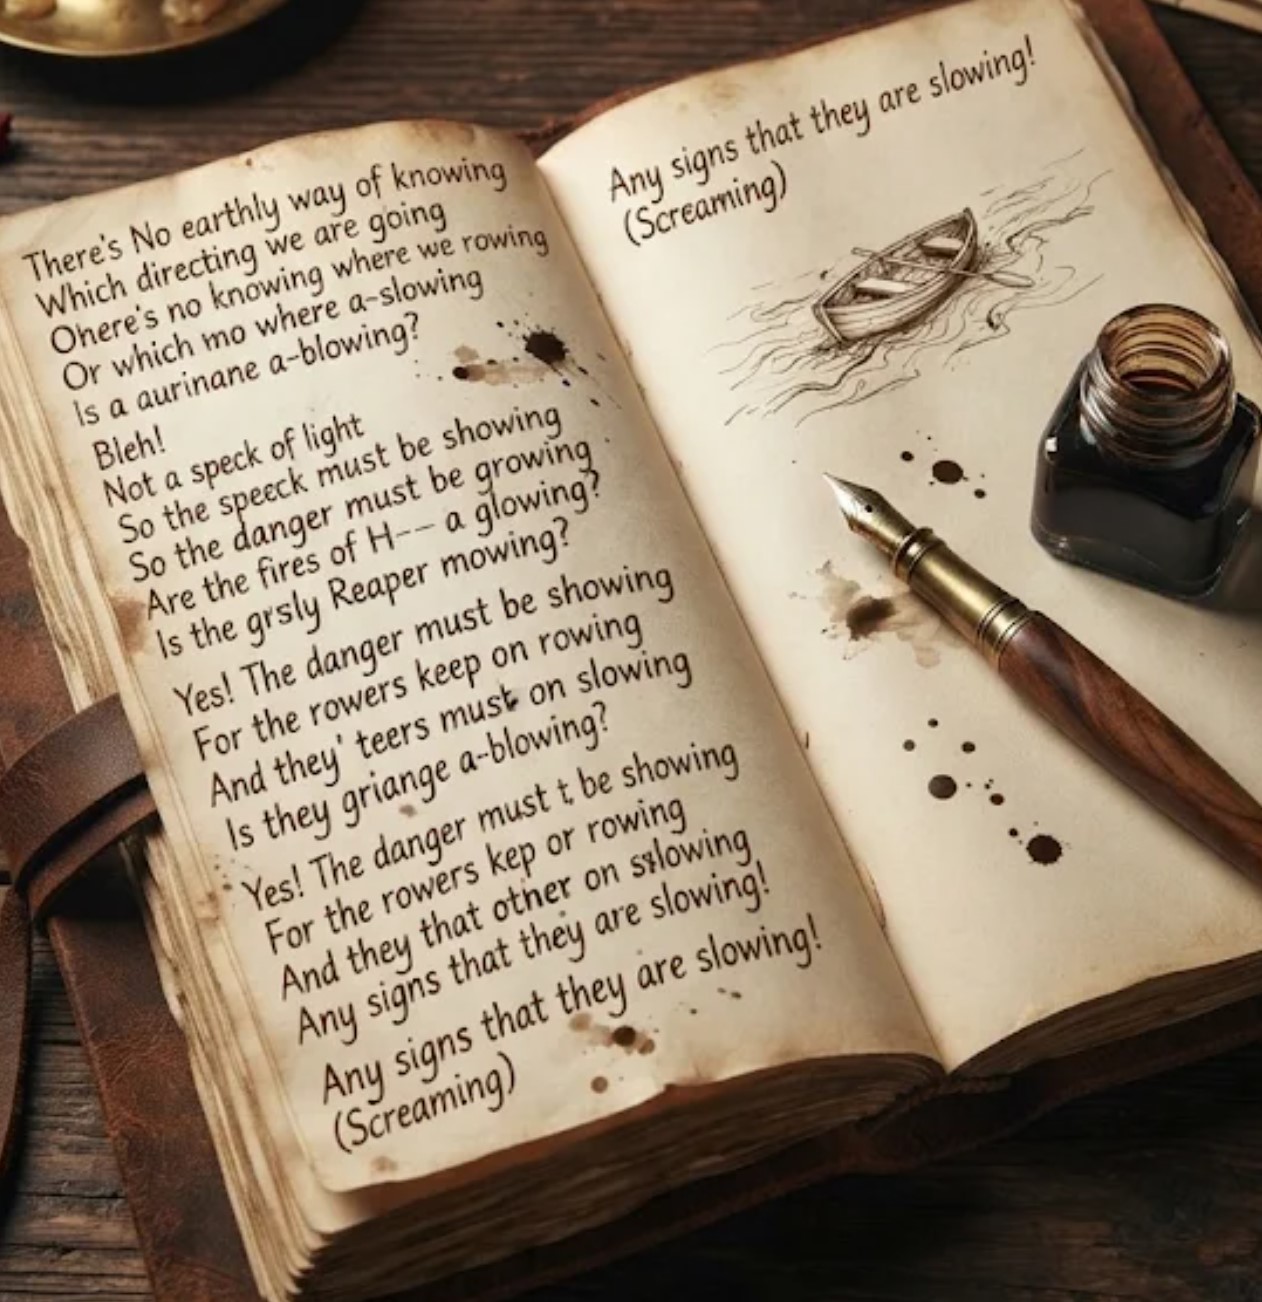 There's No earthly way of knowing
Which directing we are going
Ohere's no knowing where we rowing
Or which mo where a-slowing
Is a aurinane a-blowing?
Bleh!
Not a speck of light
So the speeck must be showing
So the danger must be growing
Are the fires of H-- a glowing?
Is the grsly Reaper mowing?
Yes! The danger must be showing
For the rowers keep on rowing
And they' teers must on slowing
Is they griange a-blowing?
Yes! The danger must t be showing
For the rowers kep or rowing
And they that other on sxlowing
Any signs that they are slowing!
Any signs that they are slowing!
(Screaming)
Any signs that they are slowing!
(Screaming)